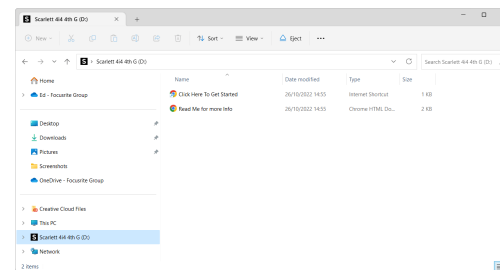 Scarlett 4i4 4th G (D:)
New
Sort
View
Eject
Scarlett 4i4 4th G (D:)
Search Scarlett 4i4 4th G (D:)
Home
Ed - Focusrite Group
Desktop
Downloads
Pictures
Screenshots
OneDrive - Focusrite Group
Creative Cloud Files
This PC
Scarlett 4i4 4th G (D:)
Network
Name Date modified Type Size
Click Here To Get Started 26/10/2022 14:55 Internet Shortcut 1 KB
Read Me for more Info 26/10/2022 14:55 Chrome HTML Do... 2 KB
2 items